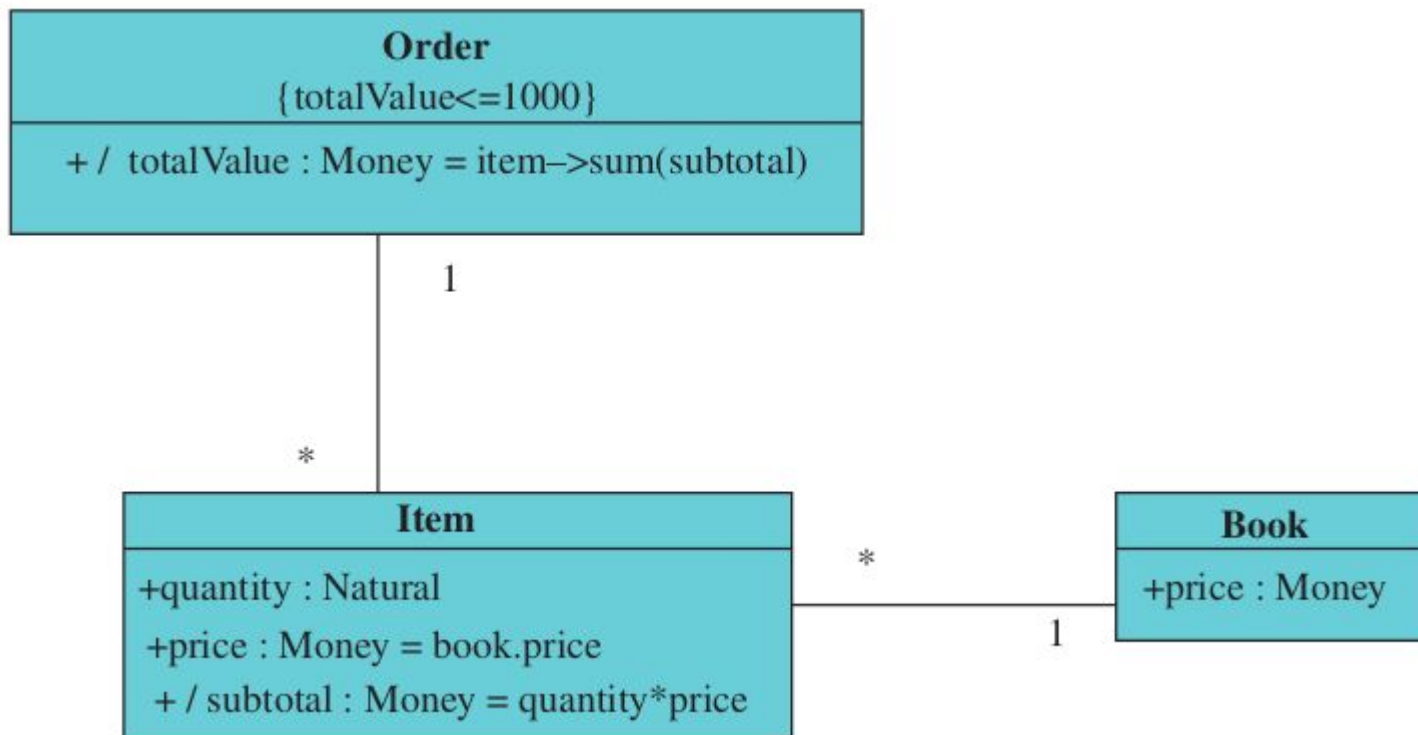 Order
{totalValue<=1000}
+ / totalValue : Money = item–>sum(subtotal)
1
*
Item
+quantity : Natural
+price : Money = book.price
+ / subtotal : Money = quantity*price
*
1
Book
+price : Money